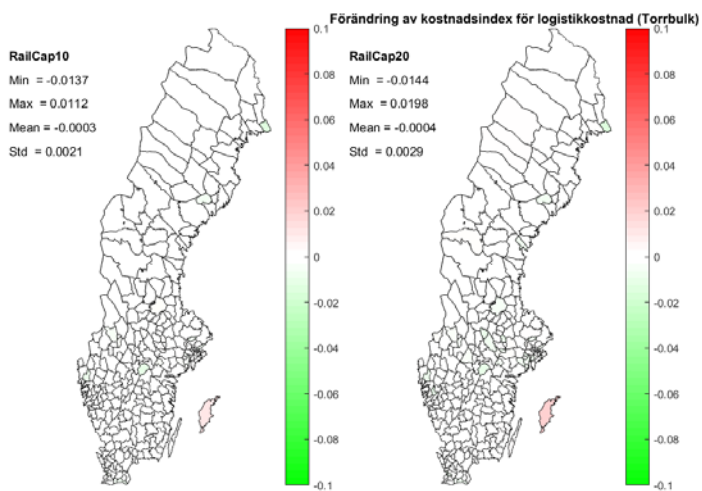 Förändring av kostnadsindex för logistikkostnad (Torrbulk)
RailCap10
Min = -0.0137
Max = 0.0112
Mean = -0.0003
Std = 0.0021
0.1
0.08
0.06
0.04
0.02
0
-0.02
-0.04
-0.06
-0.08
-0.1
RailCap20
Min = -0.0144
Max = 0.0198
Mean = -0.0004
Std = 0.0029
0.1
0.08
0.06
0.04
0.02
0
-0.02
-0.04
-0.06
-0.08
-0.1